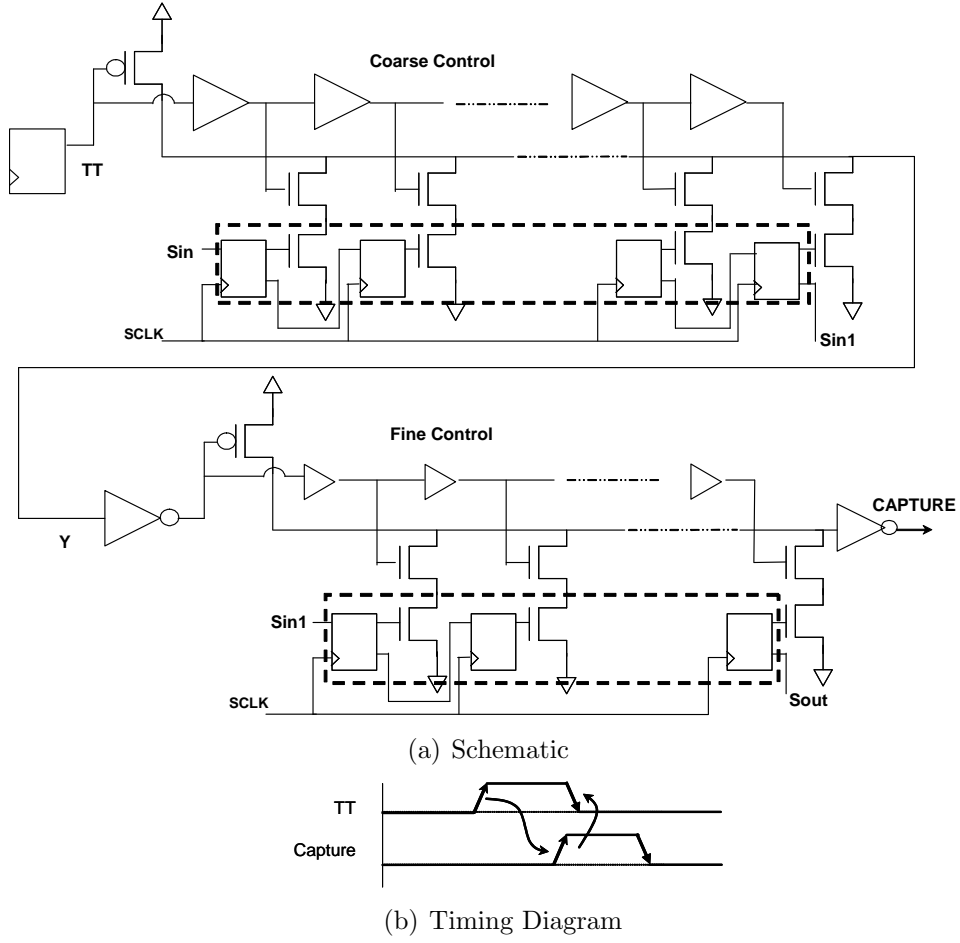 Coarse Control
TT
Sin
SCLK
Sin1
Fine Control
Y
CAPTURE
Sin1
SCLK
Sout
(a) Schematic
TT
Capture
(b) Timing Diagram